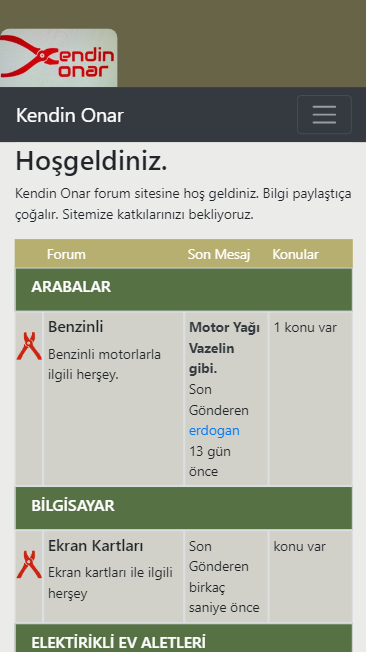 Kendin
onar
Kendin Onar
Hoşgeldiniz.
Kendin Onar forum sitesine hoş geldiniz. Bilgi paylaştıça
çoğalır. Sitemize katkılarınızı bekliyoruz.
Forum Son Mesaj Konular
ARABALAR
Benzinli
Benzinli motorlarla
ilgili herşey.
Motor Yağı
Vazelin
gibi.
Son
Gönderen
erdogan
13 gün
önce
1 konu var
BİLGİSAYAR
Ekran Kartları
Ekran kartları ile ilgili
herşey
Son
Gönderen
birkaç
saniye önce
konu var
ELEKTİRİKLİ EV ALETLERİ